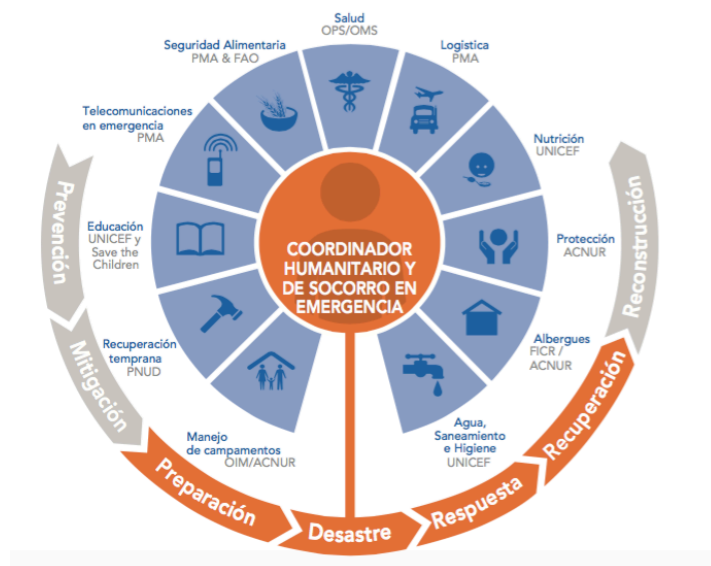 Salud
OPS/OMS
Logistica
PMA
Nutrición
UNICEF
Protección
ACNUR
Albergues
FICR /
ACNUR
Agua,
Saneamiento
e Higiene
UNICEF
Manejo
de campamentos
OIM/ACNUR
Recuperación
temprana
PNUD
Educación
UNICEF y
Save the
Children
Telecomunicaciones
en emergencia
PMA
Seguridad Alimentaria
PMA & FAO
COORDINADOR
HUMANITARIO Y
DE SOCORRO EN
EMERGENCIA
Prevención
Mitigación
Preparación
Desastre
Respuesta
Recuperación
Reconstrucción